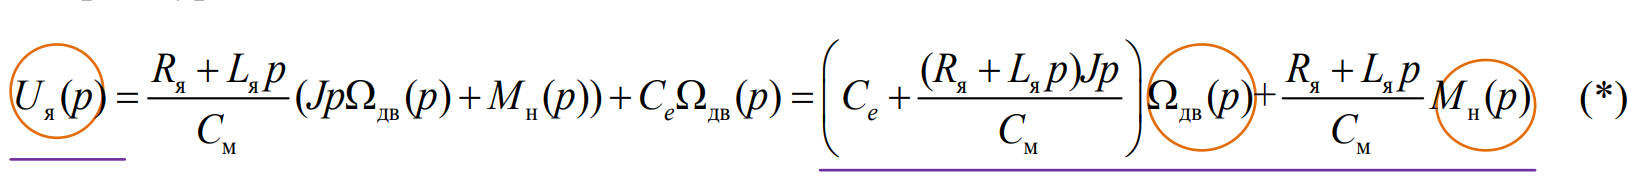 Uя(p) = (Rя + Lяp)/Cм (JpΩдв(p) + Mн(p)) + CeΩдв(p) = (Ce + ((Rя + Lяp)Jp)/Cм) Ωдв(p) + (Rя + Lяp)/Cм Mн(p) (*)